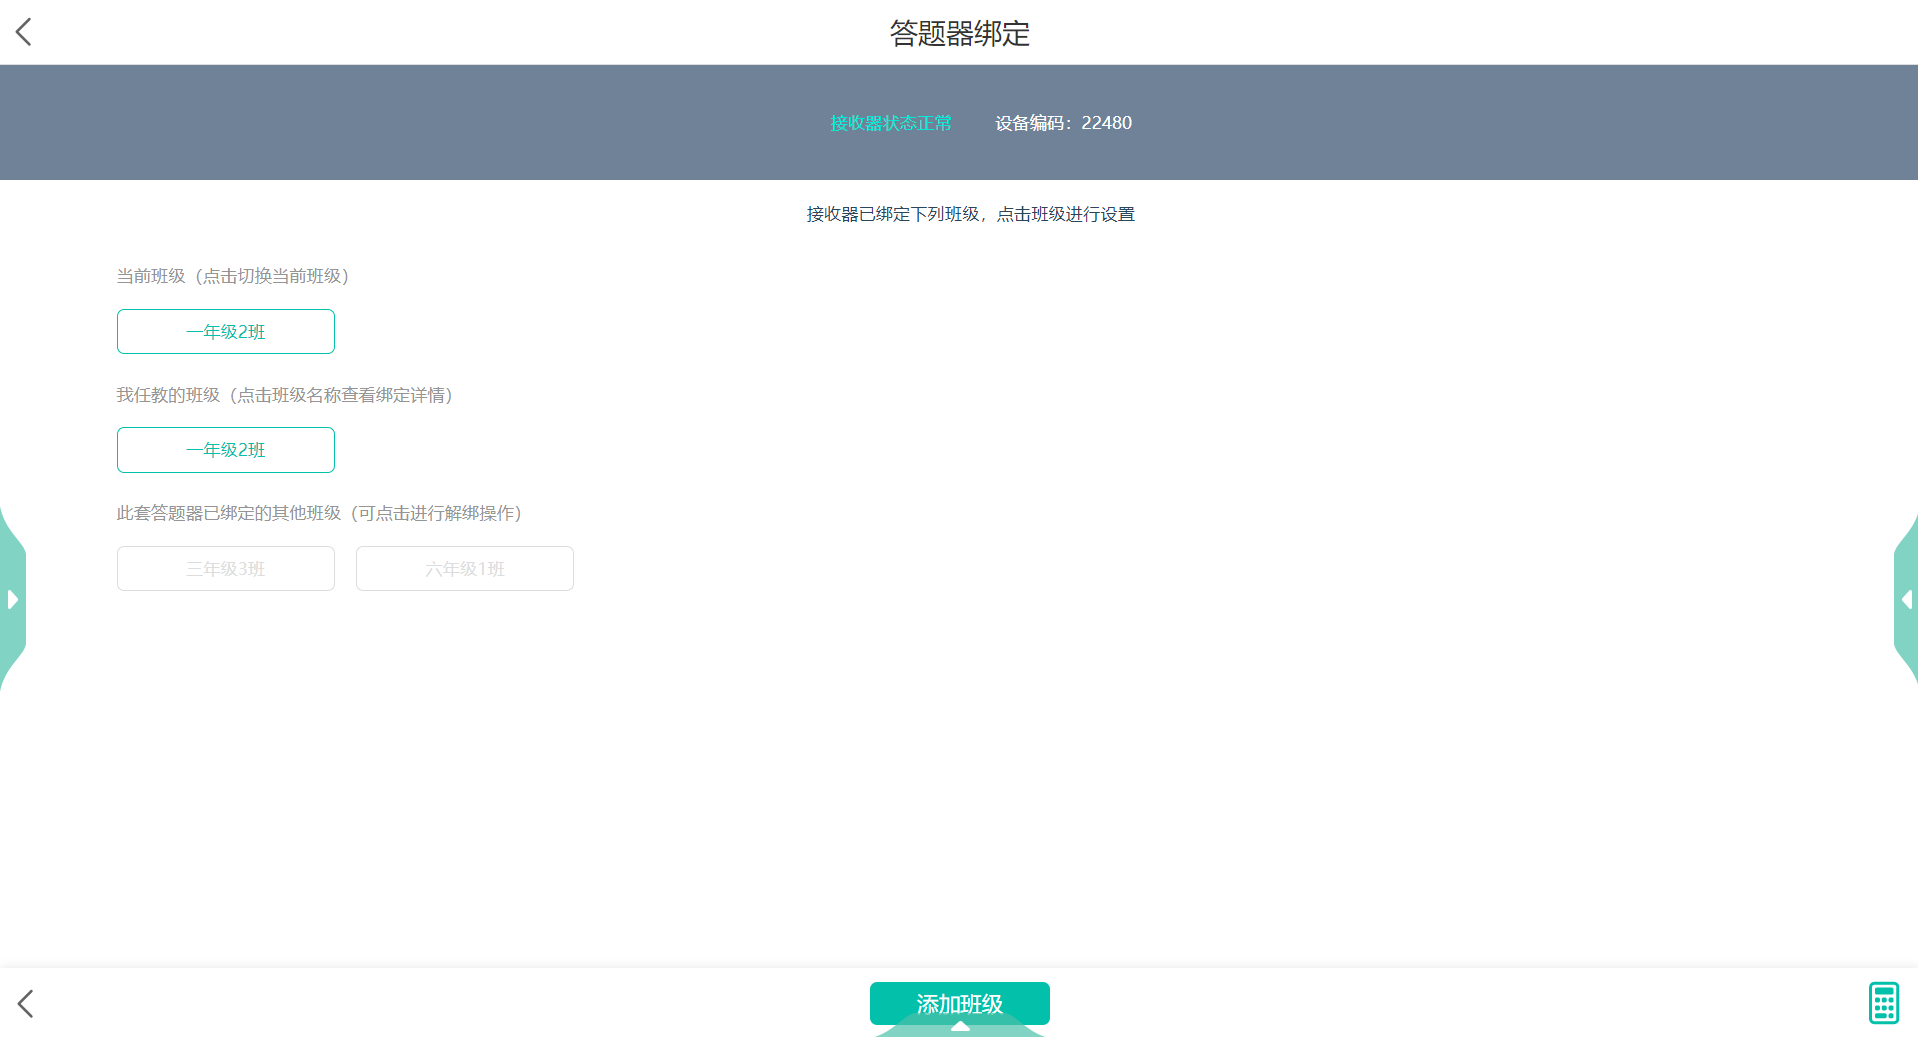 答题器绑定
接收器状态正常 设备编码：22480
接收器已绑定下列班级，点击班级进行设置
当前班级（点击切换当前班级）
一年级2班
我任教的班级（点击班级名称查看绑定详情）
一年级2班
此套答题器已绑定的其他班级（可点击进行解绑操作）
三年级3班 六年级1班
添加班级